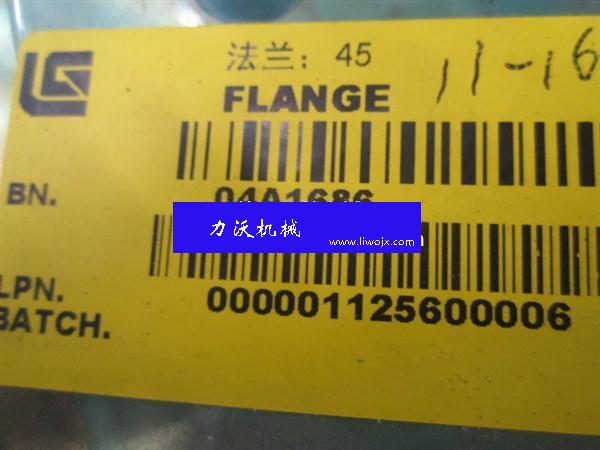 法兰：45
FLANGE
11-16
BN.
04A1686
力沃机械
www.liwojx.com
LPN.
BATCH.
000001125600006